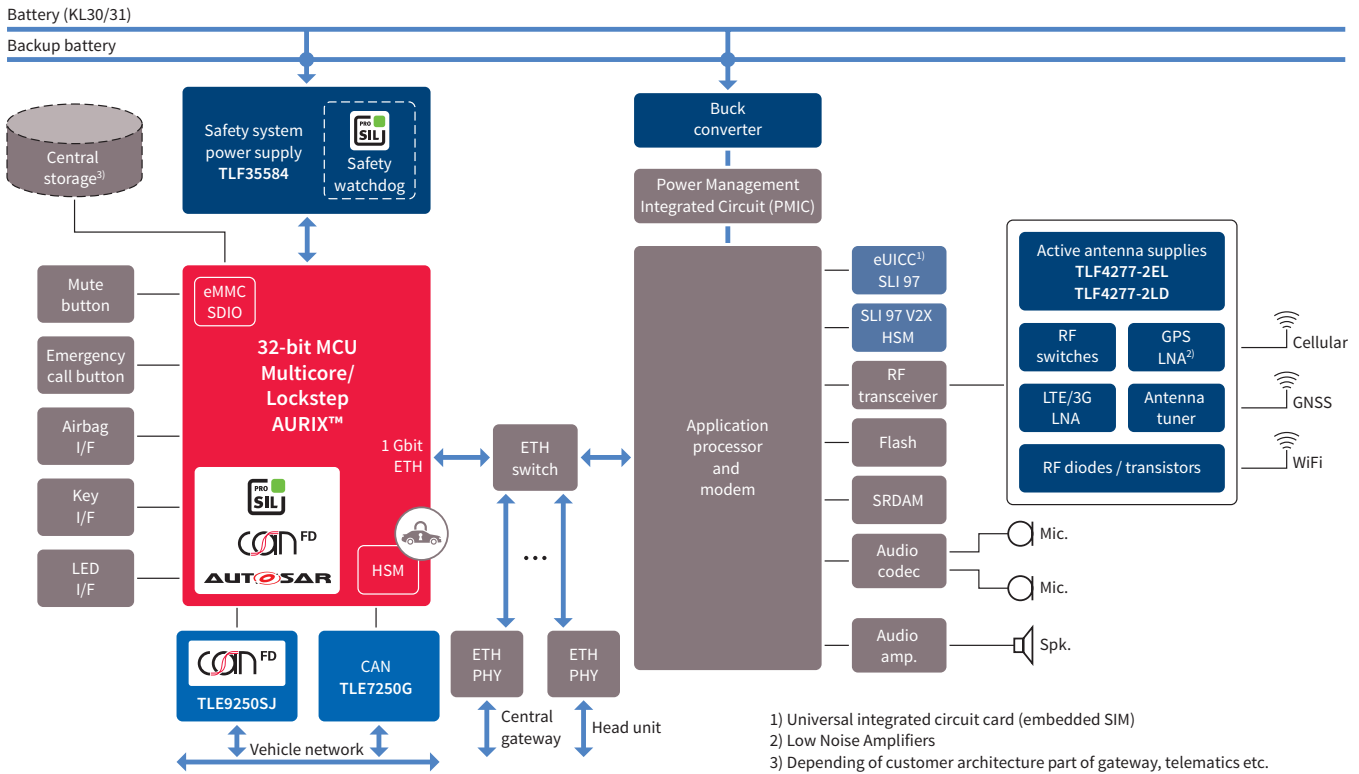 Battery (KL30/31)
Backup battery
Central
storage3)
Safety system
power supply
TLF35584
PRO
SIL
Safety
watchdog
Buck
converter
Power Management
Integrated Circuit (PMIC)
Mute
button
Emergency
call button
Airbag
I/F
Key
I/F
LED
I/F
eMMC
SDIO
32-bit MCU
Multicore/
Lockstep
AURIX™
1 Gbit
ETH
PRO
SIL
CAN FD
AUTOSAR
HSM
ETH
switch
...
Application
processor
and
modem
eUICC1)
SLI 97
SLI 97 V2X
HSM
RF
transceiver
Flash
SRDAM
Audio
codec
Audio
amp.
Active antenna supplies
TLF4277-2EL
TLF4277-2LD
RF
switches
GPS
LNA2)
LTE/3G
LNA
Antenna
tuner
RF diodes / transistors
Cellular
GNSS
WiFi
Mic.
Mic.
Spk.
CAN FD
TLE9250SJ
CAN
TLE7250G
ETH
PHY
ETH
PHY
Vehicle network
Central
gateway
Head unit
1) Universal integrated circuit card (embedded SIM)
2) Low Noise Amplifiers
3) Depending of customer architecture part of gateway, telematics etc.